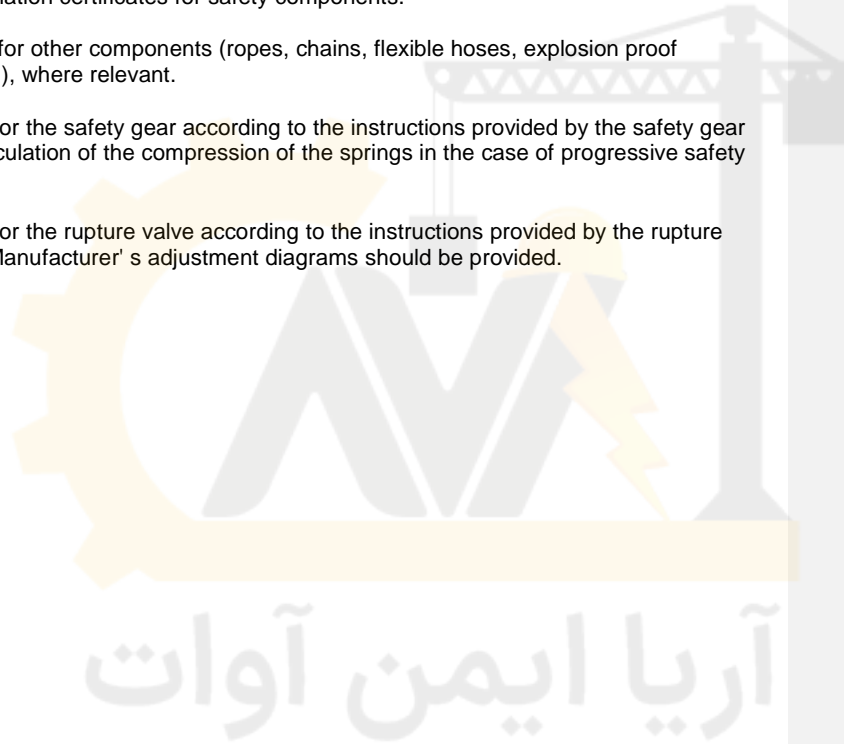 nation certificates for safety components.
for other components (ropes, chains, flexible hoses, explosion proof
), where relevant.
or the safety gear according to the instructions provided by the safety gear
culation of the compression of the springs in the case of progressive safety
or the rupture valve according to the instructions provided by the rupture
Manufacturer' s adjustment diagrams should be provided.
آریا ایمن آوات